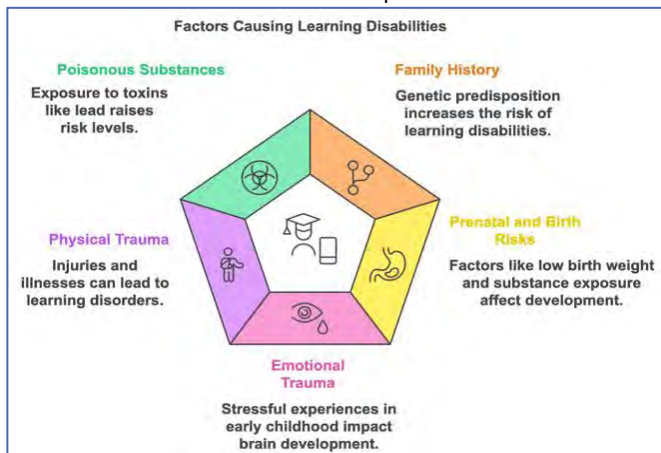 Factors Causing Learning Disabilities
Poisonous Substances
Exposure to toxins
like lead raises
risk levels.
Family History
Genetic predisposition
increases the risk of
learning disabilities.
Physical Trauma
Injuries and
illnesses can lead to
learning disorders.
Prenatal and Birth
Risks
Factors like low birth weight
and substance exposure
affect development.
Emotional
Trauma
Stressful experiences in
early childhood impact
brain development.